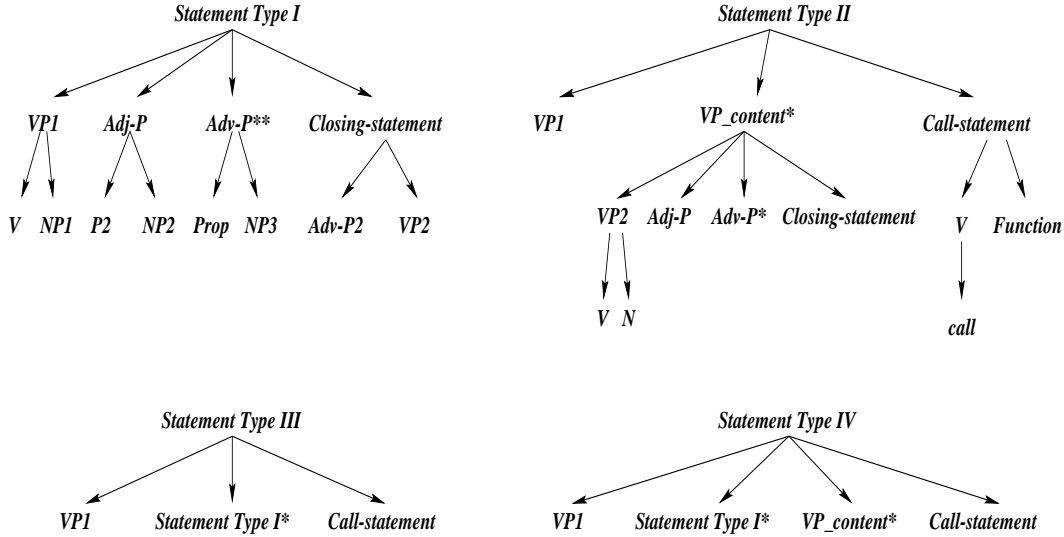 Statement Type I
Statement Type II
VP1 Adj-P Adv-P** Closing-statement
VP1 VP_content* Call-statement
V NP1 P2 NP2 Prop NP3 Adv-P2 VP2
VP2 Adj-P Adv-P* Closing-statement V Function
V N call
Statement Type III
Statement Type IV
VP1 Statement Type I* Call-statement
VP1 Statement Type I* VP_content* Call-statement